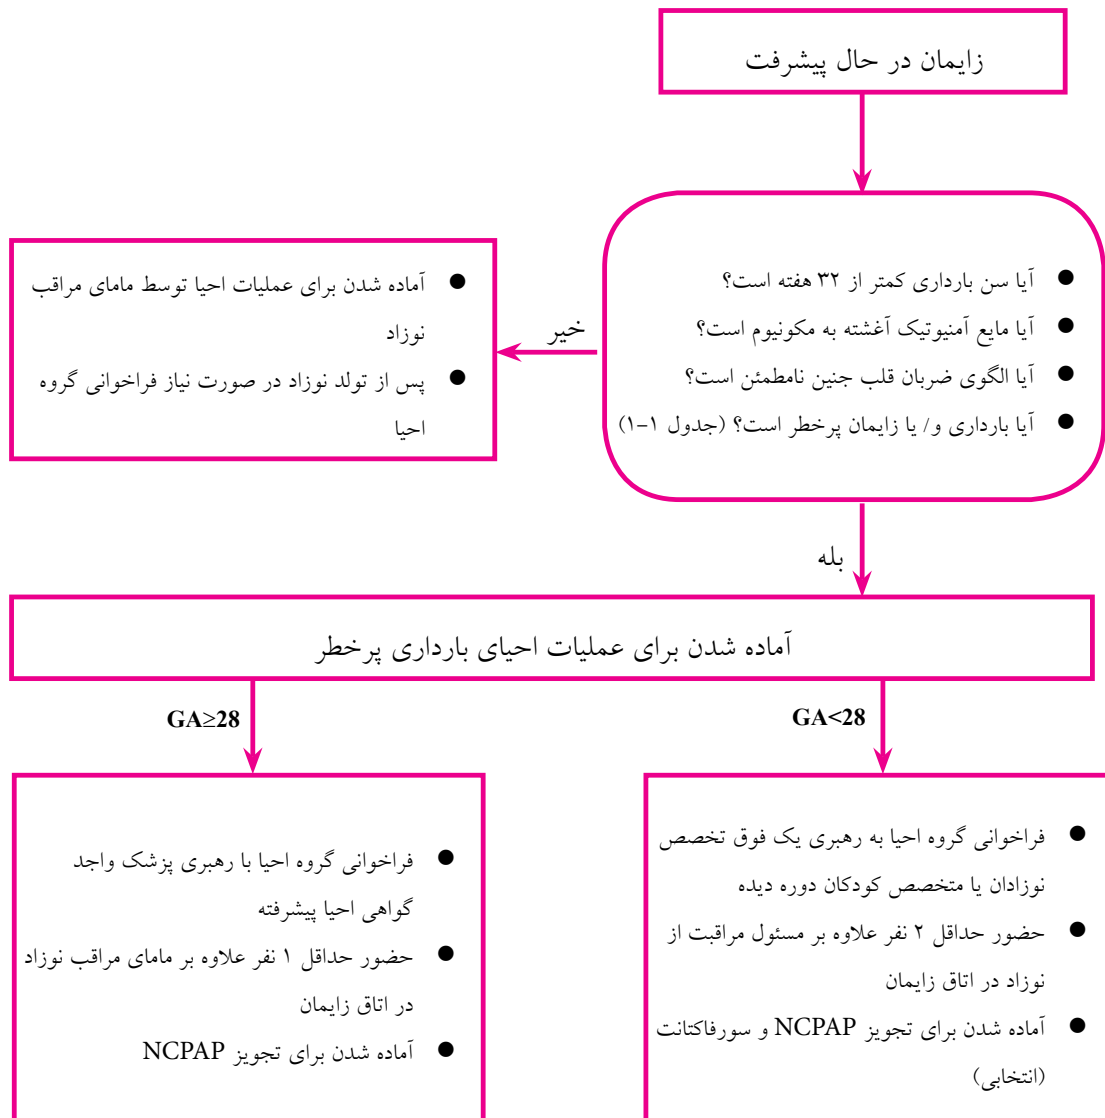 زایمان در حال پیشرفت
● آیا سن بارداری کمتر از ۳۲ هفته است؟
● آیا مایع آمنیوتیک آغشته به مکونیوم است؟
● آیا الگوی ضربان قلب جنین نامطمئن است؟
● آیا بارداری و/ یا زایمان پرخطر است؟ (جدول ۱-۱)
خیر
● آماده شدن برای عملیات احیا توسط مامای مراقب
نوزاد
● پس از تولد نوزاد در صورت نیاز فراخوانی گروه
احیا
بله
آماده شدن برای عملیات احیای بارداری پرخطر
GA<28
● فراخوانی گروه احیا به رهبری یک فوق تخصص
نوزادان یا متخصص کودکان دوره دیده
● حضور حداقل ۲ نفر علاوه بر مسئول مراقبت از
نوزاد در اتاق زایمان
● آماده شدن برای تجویز NCPAP و سورفاکتانت
(انتخابی)
GA≥28
● فراخوانی گروه احیا با رهبری پزشک واجد
گواهی احیا پیشرفته
● حضور حداقل ۱ نفر علاوه بر مامای مراقب نوزاد
در اتاق زایمان
● آماده شدن برای تجویز NCPAP